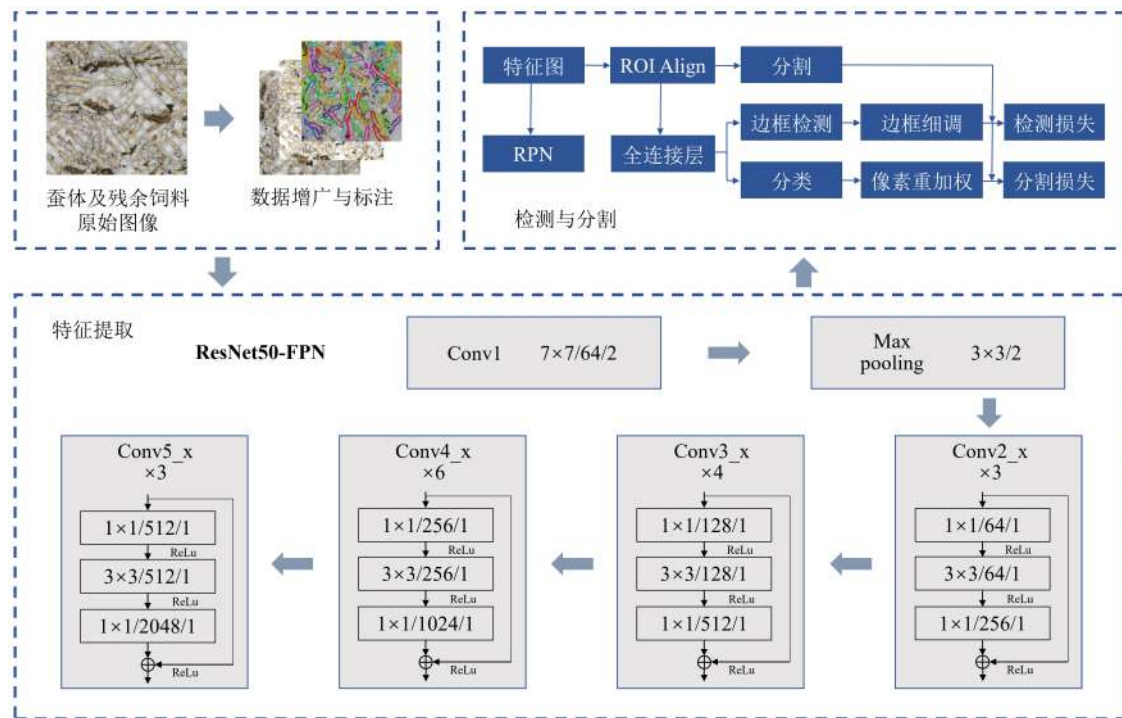 蚕体及残余饲料
原始图像
数据增广与标注
特征图
ROI Align
分割
RPN
全连接层
边框检测
边框细调
检测损失
分类
像素重加权
分割损失
检测与分割
特征提取
ResNet50-FPN
Conv1 7×7/64/2
Max
pooling
3×3/2
Conv5_x
×3
1×1/512/1
ReLu
3×3/512/1
ReLu
1×1/2048/1
ReLu
Conv4_x
×6
1×1/256/1
ReLu
3×3/256/1
ReLu
1×1/1024/1
ReLu
Conv3_x
×4
1×1/128/1
ReLu
3×3/128/1
ReLu
1×1/512/1
ReLu
Conv2_x
×3
1×1/64/1
ReLu
3×3/64/1
ReLu
1×1/256/1
ReLu